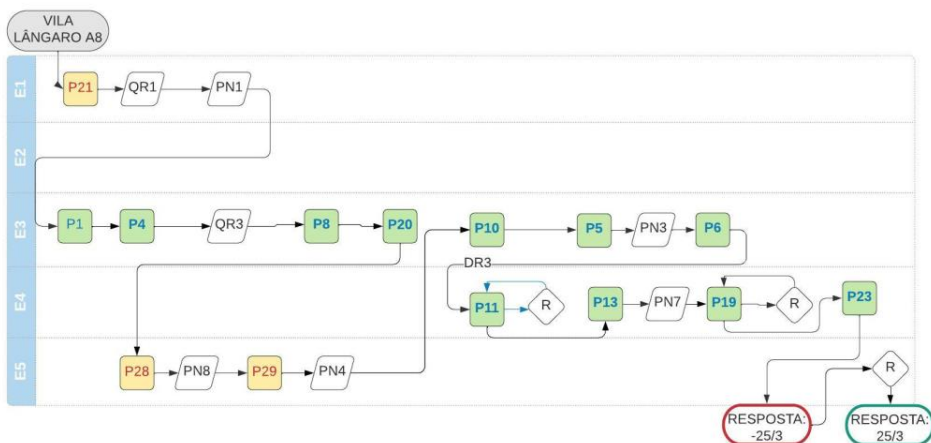 VILA
LÂNGARO A8
E1
P21
QR1
PN1
E2
E3
P1
P4
QR3
P8
P20
P10
P5
PN3
P6
DR3
E4
P11
R
P13
PN7
P19
R
P23
E5
P28
PN8
P29
PN4
R
RESPOSTA:
-25/3
RESPOSTA:
25/3